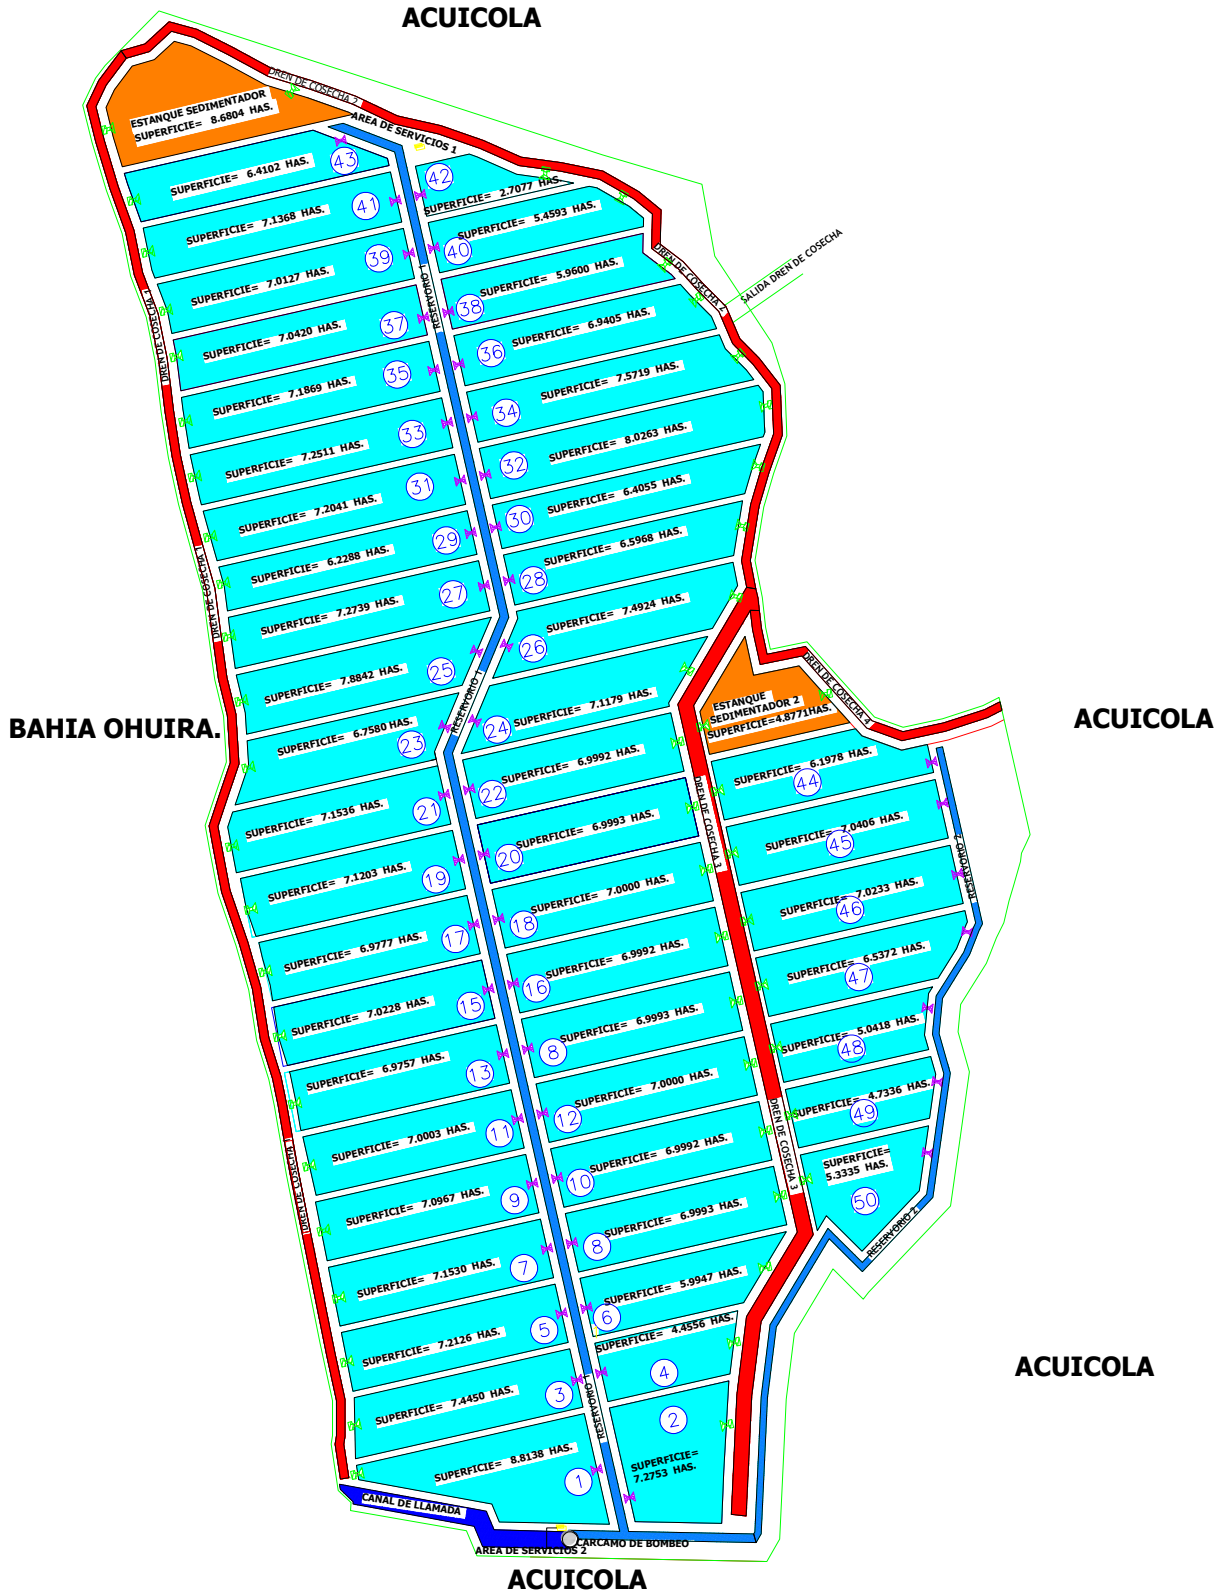 ACUICOLA
DREN DE COSECHA 2
ESTANQUE SEDIMENTADOR
SUPERFICIE= 8.6804 HAS.
AREA DE SERVICIOS 1
43
SUPERFICIE= 6.4102 HAS.
42
SUPERFICIE= 2.7077 HAS.
41
SUPERFICIE= 7.1368 HAS.
SUPERFICIE= 5.4593 HAS.
40
39
SUPERFICIE= 7.0127 HAS.
SUPERFICIE= 5.9600 HAS.
38
DREN DE COSECHA 2
SALIDA DREN DE COSECHA
RESERVORIO 1
DREN DE COSECHA 1
37
SUPERFICIE= 7.0420 HAS.
SUPERFICIE= 6.9405 HAS.
36
35
SUPERFICIE= 7.1869 HAS.
SUPERFICIE= 7.5719 HAS.
34
33
SUPERFICIE= 7.2511 HAS.
SUPERFICIE= 8.0263 HAS.
32
31
SUPERFICIE= 7.2041 HAS.
SUPERFICIE= 6.4055 HAS.
30
29
SUPERFICIE= 6.2288 HAS.
SUPERFICIE= 6.5968 HAS.
28
DREN DE COSECHA 1
27
SUPERFICIE= 7.2739 HAS.
SUPERFICIE= 7.4924 HAS.
26
25
SUPERFICIE= 7.8842 HAS.
SUPERFICIE= 7.1179 HAS.
24
RESERVORIO 1
DREN DE COSECHA 4
ESTANQUE
SEDIMENTADOR 2
SUPERFICIE=4.8771HAS.
BAHIA OHUIRA.
ACUICOLA
SUPERFICIE= 6.7580 HAS.
23
SUPERFICIE= 6.9992 HAS.
22
SUPERFICIE= 6.1978 HAS.
44
21
SUPERFICIE= 7.1536 HAS.
SUPERFICIE= 6.9993 HAS.
20
DREN DE COSECHA 3
SUPERFICIE= 7.0406 HAS.
45
RESERVORIO 2
19
SUPERFICIE= 7.1203 HAS.
SUPERFICIE= 7.0000 HAS.
18
SUPERFICIE= 7.0233 HAS.
46
17
SUPERFICIE= 6.9777 HAS.
SUPERFICIE= 6.9992 HAS.
16
SUPERFICIE= 6.5372 HAS.
47
15
SUPERFICIE= 7.0228 HAS.
SUPERFICIE= 6.9993 HAS.
8
SUPERFICIE= 5.0418 HAS.
48
13
SUPERFICIE= 6.9757 HAS.
SUPERFICIE= 7.0000 HAS.
12
SUPERFICIE= 4.7336 HAS.
49
11
SUPERFICIE= 7.0003 HAS.
SUPERFICIE= 6.9992 HAS.
10
DREN DE COSECHA 3
SUPERFICIE=
5.3335 HAS.
50
DREN DE COSECHA 1
9
SUPERFICIE= 7.0967 HAS.
SUPERFICIE= 6.9993 HAS.
8
RESERVORIO 2
7
SUPERFICIE= 7.1530 HAS.
SUPERFICIE= 5.9947 HAS.
6
5
SUPERFICIE= 7.2126 HAS.
SUPERFICIE= 4.4556 HAS.
4
ACUICOLA
3
SUPERFICIE= 7.4450 HAS.
RESERVORIO 1
2
SUPERFICIE=
7.2753 HAS.
SUPERFICIE= 8.8138 HAS.
1
CANAL DE LLAMADA
CARCAMO DE BOMBEO
AREA DE SERVICIOS 2
ACUICOLA